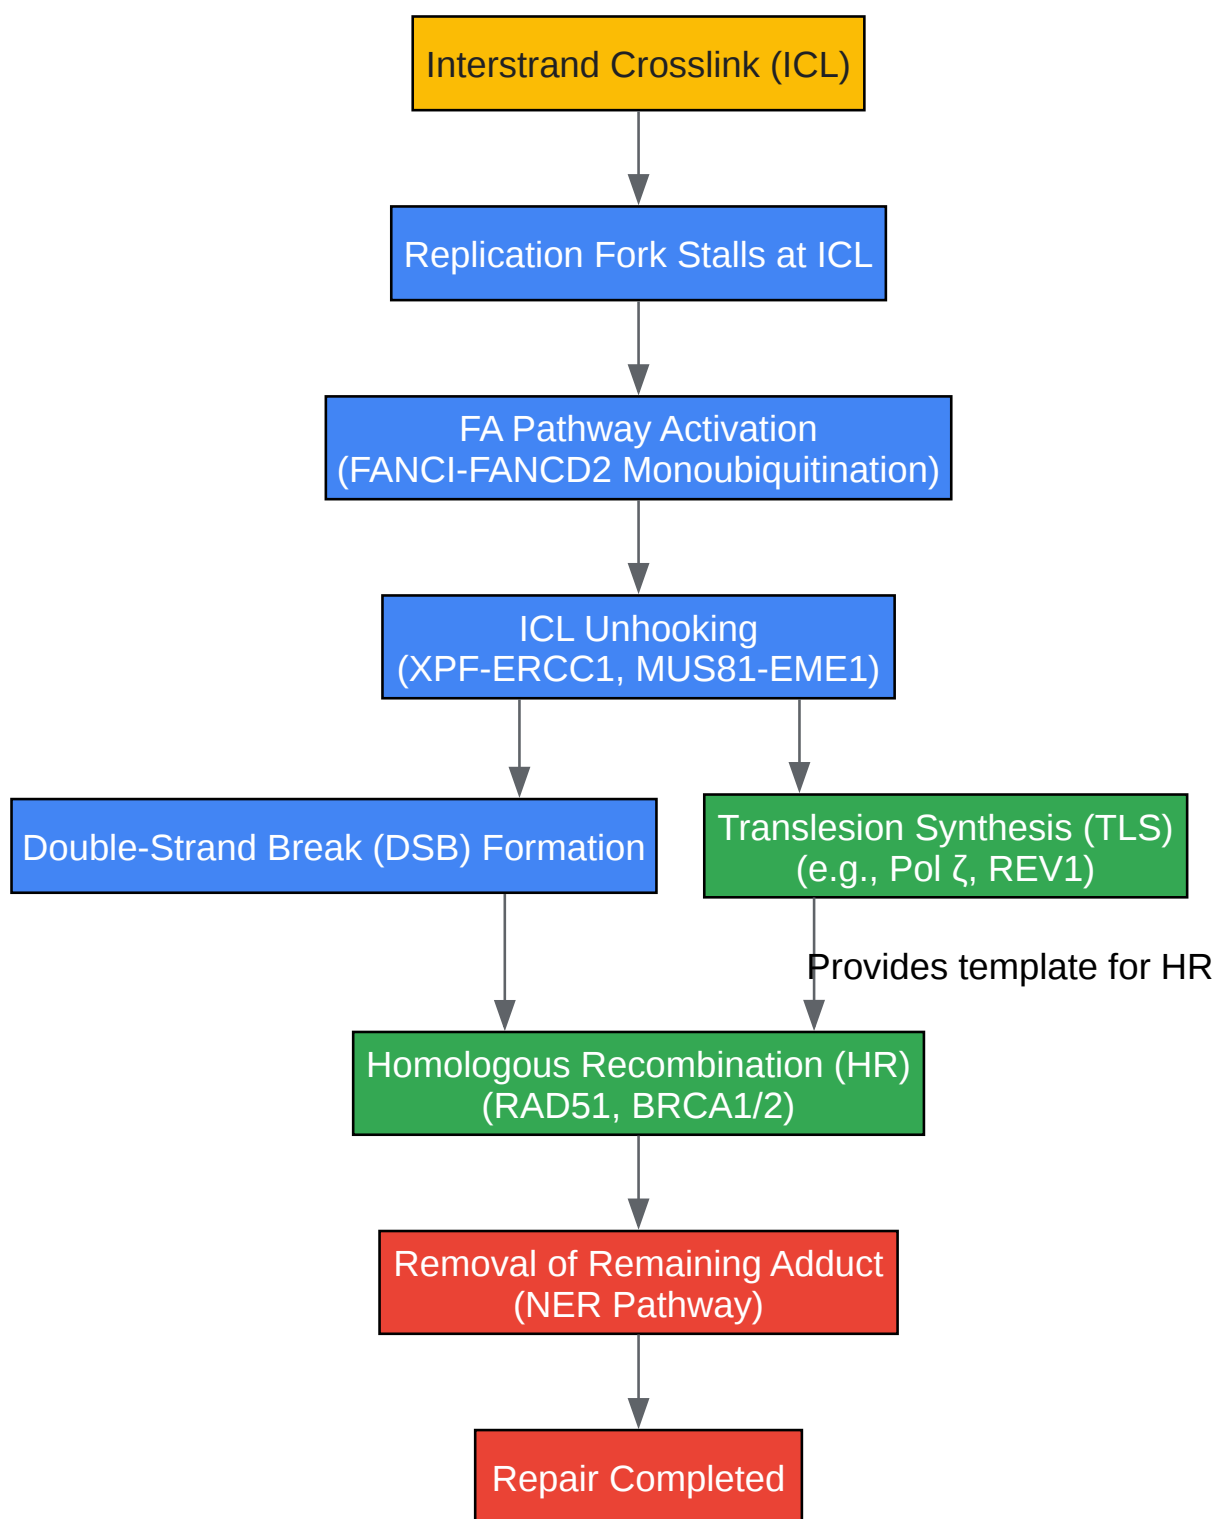 Interstrand Crosslink (ICL)
Replication Fork Stalls at ICL
FA Pathway Activation
(FANCI-FANCD2 Monoubiquitination)
ICL Unhooking
(XPF-ERCC1, MUS81-EME1)
Double-Strand Break (DSB) Formation
Translesion Synthesis (TLS)
(e.g., Pol ζ, REV1)
Provides template for HR
Homologous Recombination (HR)
(RAD51, BRCA1/2)
Removal of Remaining Adduct
(NER Pathway)
Repair Completed